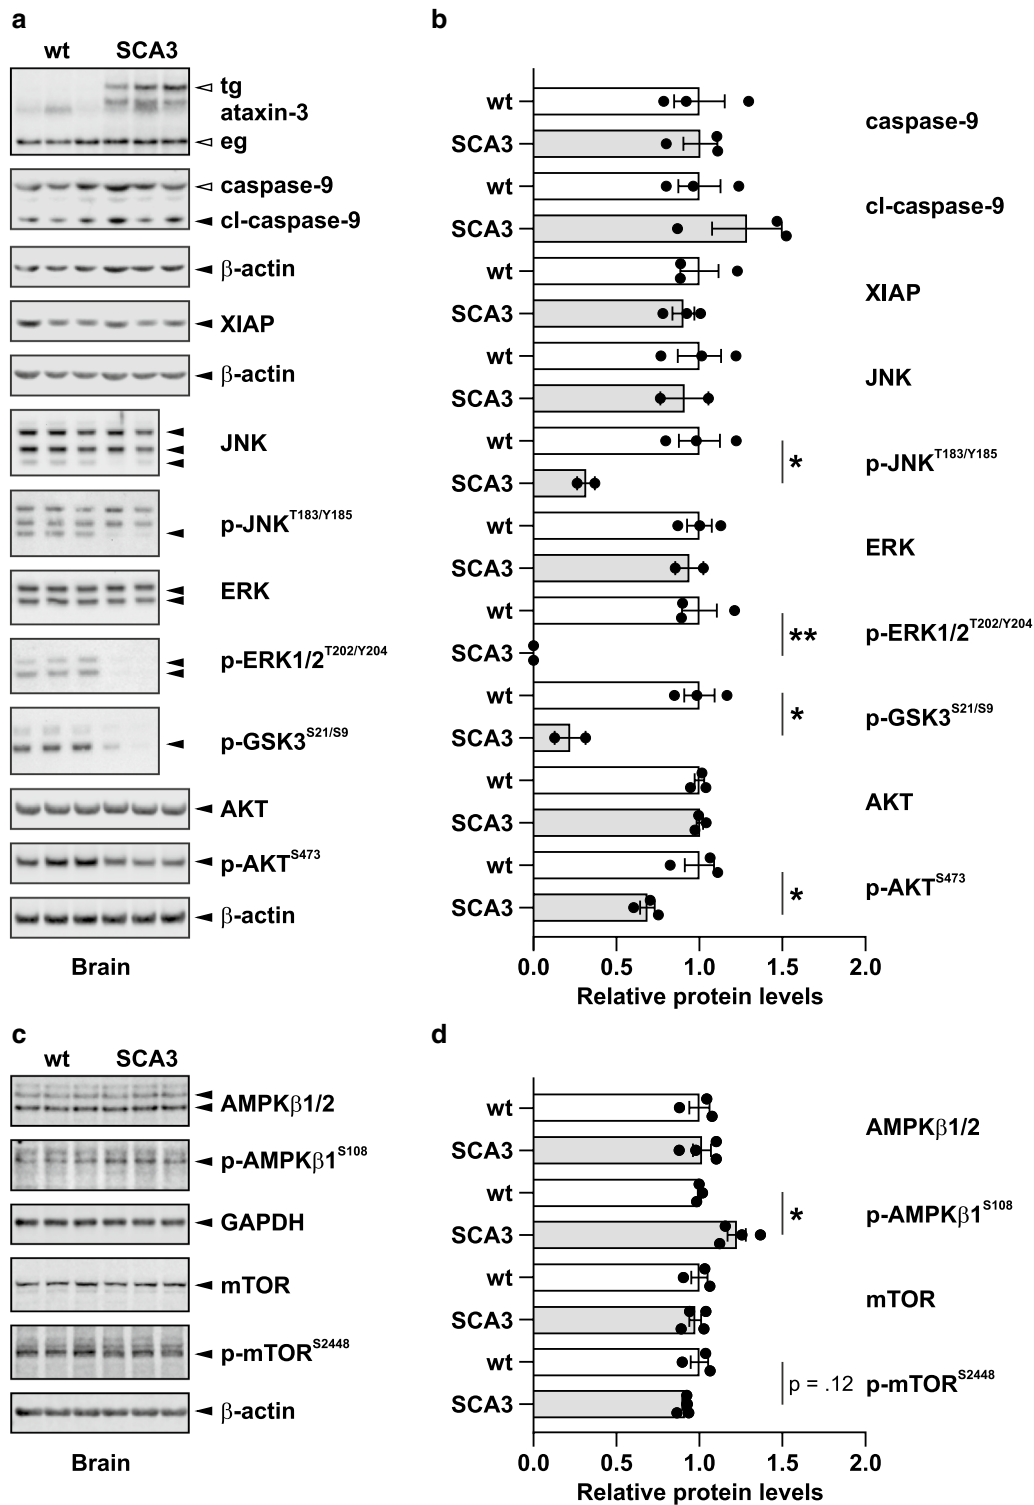 a
wt SCA3
tg
ataxin-3
eg
caspase-9
cl-caspase-9
β-actin
XIAP
β-actin
JNK
p-JNK^T183/Y185
ERK
p-ERK1/2^T202/Y204
p-GSK3^S21/S9
AKT
p-AKT^S473
β-actin
Brain
b
wt
SCA3
caspase-9
wt
SCA3
cl-caspase-9
wt
SCA3
XIAP
wt
SCA3
JNK
wt
SCA3
* p-JNK^T183/Y185
wt
SCA3
ERK
wt
SCA3
** p-ERK1/2^T202/Y204
wt
SCA3
* p-GSK3^S21/S9
wt
SCA3
AKT
wt
SCA3
* p-AKT^S473
0.0 0.5 1.0 1.5 2.0
Relative protein levels
c
wt SCA3
AMPKβ1/2
p-AMPKβ1^S108
GAPDH
mTOR
p-mTOR^S2448
β-actin
Brain
d
wt
SCA3
AMPKβ1/2
wt
SCA3
* p-AMPKβ1^S108
wt
SCA3
mTOR
wt
SCA3
p = .12 p-mTOR^S2448
0.0 0.5 1.0 1.5 2.0
Relative protein levels